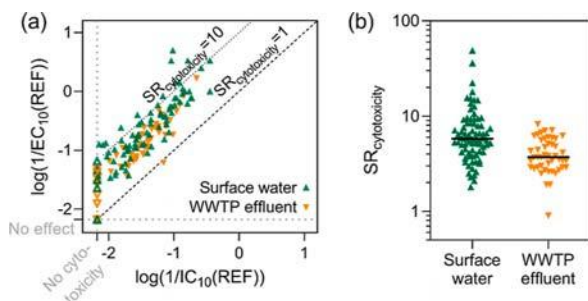 (a)
log(1/EC10(REF))
1
0
-1
-2
No effect
No cyto-
toxicity
SRcytotoxicity=10
SRcytotoxicity=1
Surface water
WWTP effluent
-2
-1
0
1
2
log(1/IC10(REF))
(b)
SRcytotoxicity
100
10
1
Surface
water
WWTP
effluent